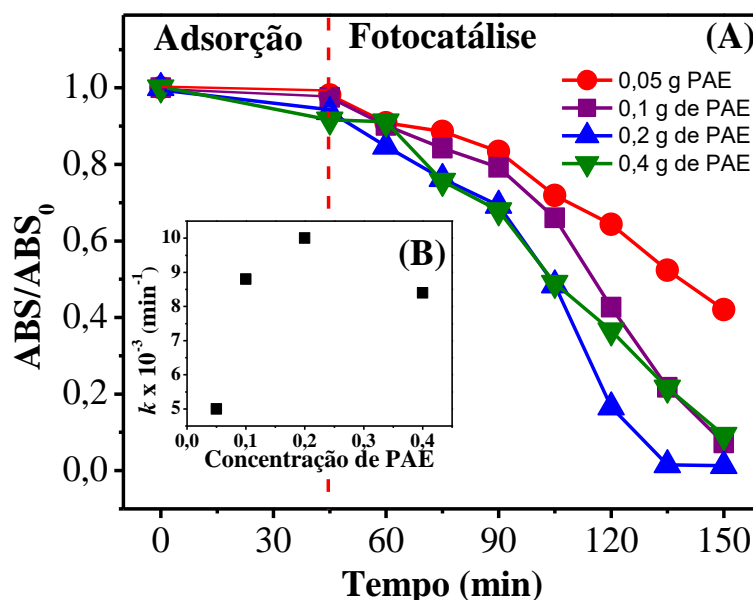 Adsorção Fotocatálise (A)
0,05 g PAE
0,1 g de PAE
0,2 g de PAE
0,4 g de PAE
ABS/ABS0
1,0
0,8
0,6
0,4
0,2
0,0
(B)
k x 10-3 (min-1)
10
9
8
7
6
5
0,0 0,1 0,2 0,3 0,4
Concentração de PAE
0 30 60 90 120 150
Tempo (min)